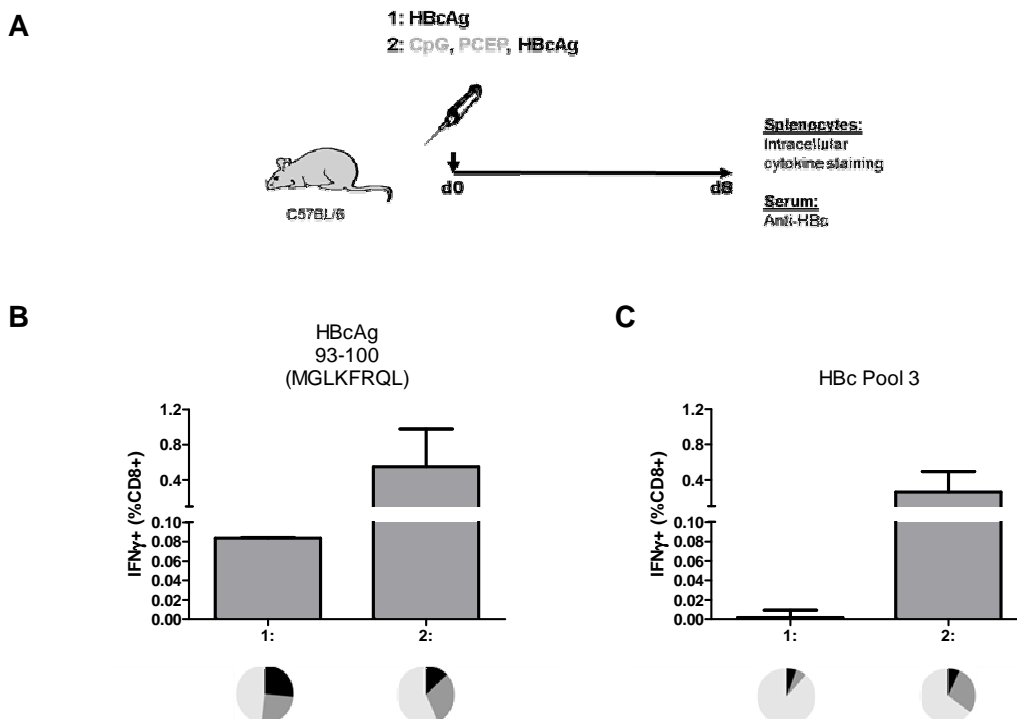 A
1: HBcAg
2: CpG, PCEP, HBcAg
C57BL/6
d0
d8
Splenocytes:
Intracellular
cytokine staining
Serum:
Anti-HBc
B
HBcAg
93-100
(MGLKFRQL)
IFNγ+ (%CD8+)
1.2
0.8
0.4
0.10
0.08
0.06
0.04
0.02
0.00
1:
2:
C
HBc Pool 3
IFNγ+ (%CD8+)
1.2
0.8
0.4
0.10
0.08
0.06
0.04
0.02
0.00
1:
2: